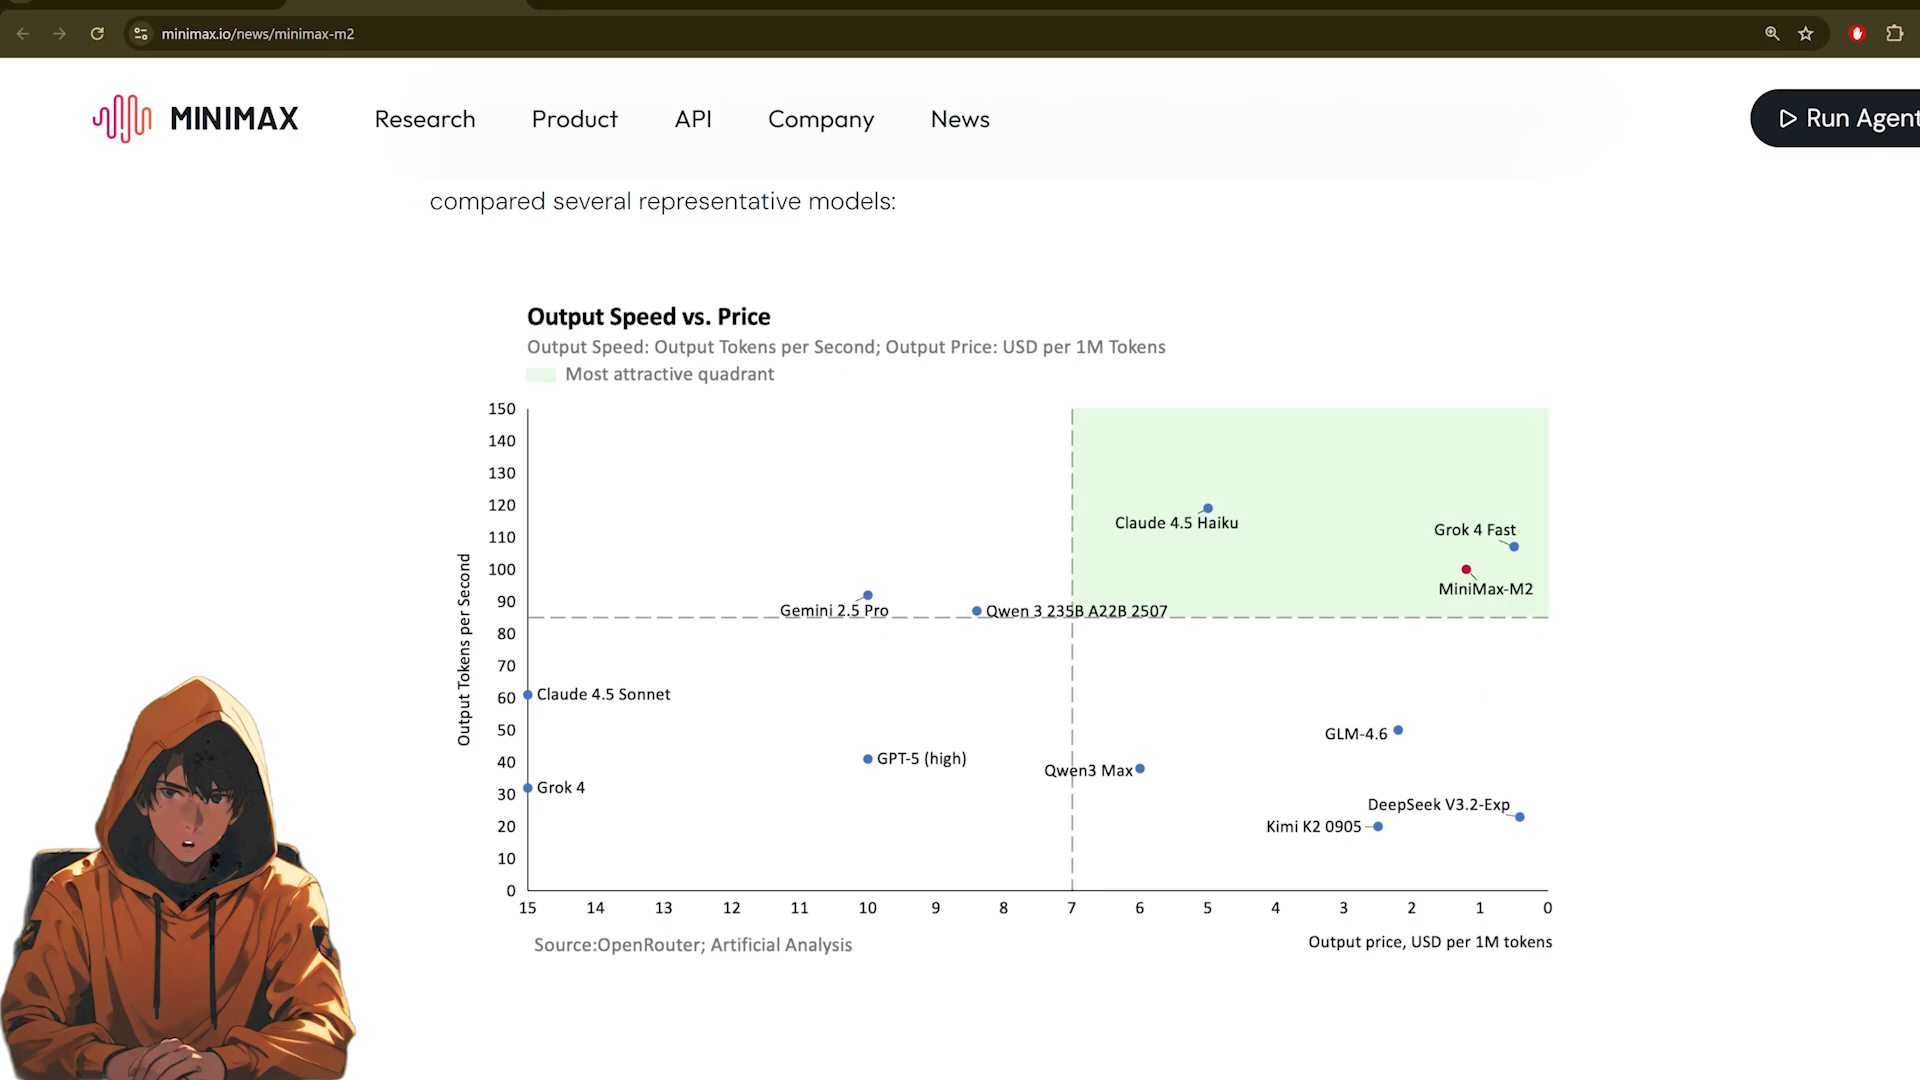 minimax.io/news/minimax-m2
MINIMAX
Research
Product
API
Company
News
Run Agent
compared several representative models:
Output Speed vs. Price
Output Speed: Output Tokens per Second; Output Price: USD per 1M Tokens
Most attractive quadrant
Output Tokens per Second
150
140
130
120
110
100
90
80
70
60
50
40
30
20
10
0
Claude 4.5 Haiku
Grok 4 Fast
MiniMax-M2
Gemini 2.5 Pro
Qwen 3 235B A22B 2507
Claude 4.5 Sonnet
GLM-4.6
GPT-5 (high)
Qwen3 Max
Grok 4
DeepSeek V3.2-Exp
Kimi K2 0905
15 14 13 12 11 10 9 8 7 6 5 4 3 2 1 0
Source:OpenRouter; Artificial Analysis
Output price, USD per 1M tokens